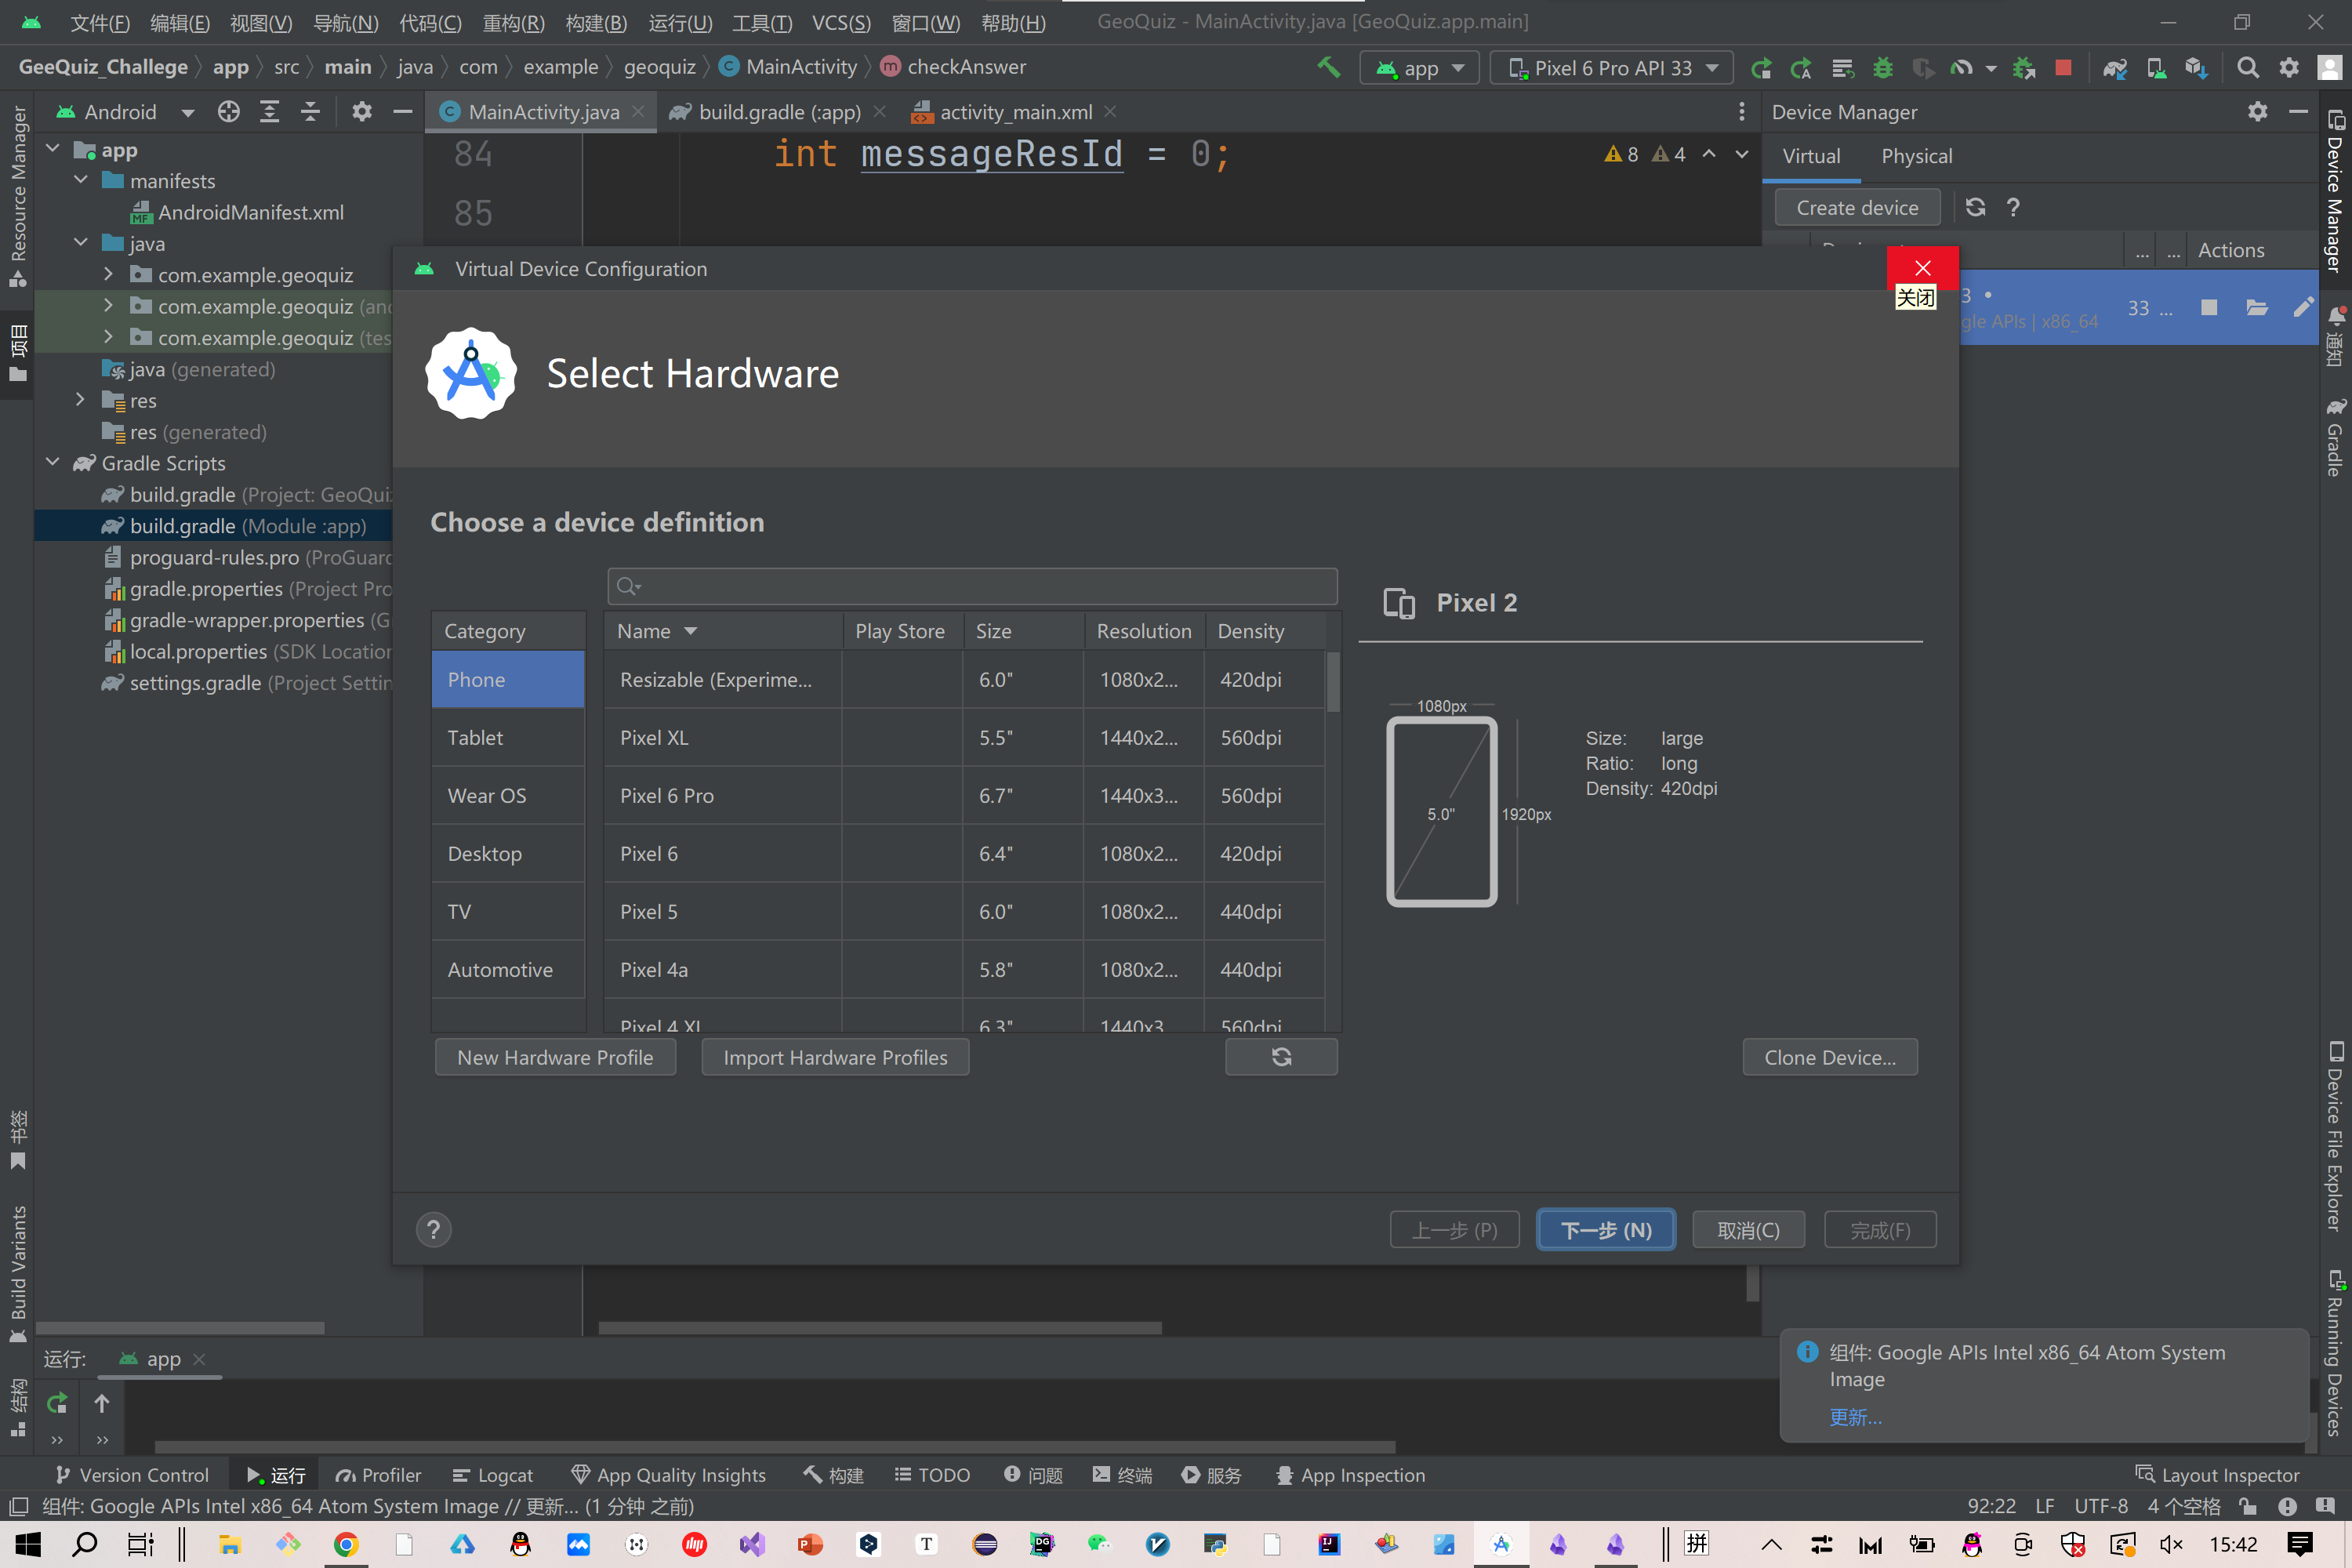 文件(F) 编辑(E) 视图(V) 导航(N) 代码(C) 重构(R) 构建(B) 运行(U) 工具(T) VCS(S) 窗口(W) 帮助(H) GeoQuiz - MainActivity.java [GeoQuiz.app.main]
GeeQuiz_Challege app src main java com example geoquiz MainActivity checkAnswer app Pixel 6 Pro API 33
Android MainActivity.java build.gradle (:app) activity_main.xml Device Manager
app
manifests
AndroidManifest.xml
java
com.example.geoquiz
com.example.geoquiz (and
com.example.geoquiz (tes
java (generated)
res
res (generated)
Gradle Scripts
build.gradle (Project: GeoQui
build.gradle (Module :app)
proguard-rules.pro (ProGuard
gradle.properties (Project Pro
gradle-wrapper.properties (G
local.properties (SDK Location
settings.gradle (Project Settin
84 int messageResId = 0;
85
8 4
Virtual Physical
Create device ?
... ... Actions
3 •
gle APIs | x86_64
33 ...
Virtual Device Configuration
关闭
Select Hardware
Choose a device definition
Category
Phone
Tablet
Wear OS
Desktop
TV
Automotive
Name Play Store Size Resolution Density
Resizable (Experime... 6.0" 1080x2... 420dpi
Pixel XL 5.5" 1440x2... 560dpi
Pixel 6 Pro 6.7" 1440x3... 560dpi
Pixel 6 6.4" 1080x2... 420dpi
Pixel 5 6.0" 1080x2... 440dpi
Pixel 4a 5.8" 1080x2... 440dpi
Pixel 4 XL 6.3" 1440x3 560dpi
Pixel 2
1080px
5.0"
1920px
Size: large
Ratio: long
Density: 420dpi
New Hardware Profile Import Hardware Profiles Clone Device...
? 上一步 (P) 下一步 (N) 取消(C) 完成(F)
Resource Manager
项目
书签
Build Variants
结构
Device Manager
通知
Gradle
Device File Explorer
Running Devices
运行: app
组件: Google APIs Intel x86_64 Atom System
Image
更新...
Version Control 运行 Profiler Logcat App Quality Insights 构建 TODO 问题 终端 服务 App Inspection Layout Inspector
组件: Google APIs Intel x86_64 Atom System Image // 更新... (1 分钟 之前) 92:22 LF UTF-8 4 个空格
拼 15:42